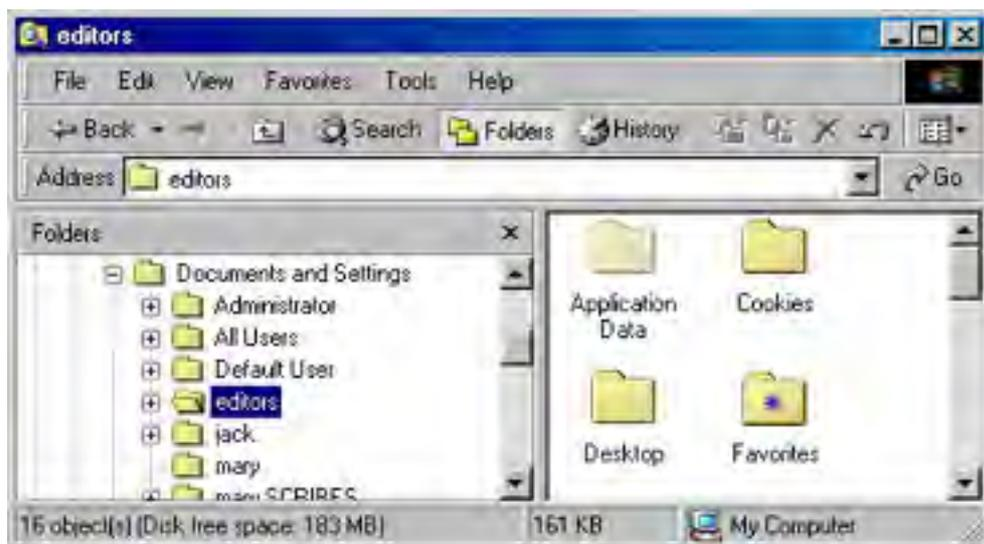 editors
File Edit View Favorites Tools Help
Back Search Folders History
Address editors Go
Folders
Documents and Settings
Administrator
All Users
Default User
editors
jack
mary
mary SCRIBES
Application Data
Cookies
Desktop
Favorites
16 object(s) (Disk free space: 183 MB) 161 KB My Computer